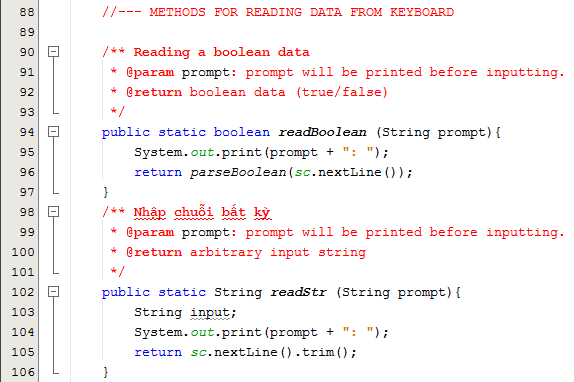 88 //--- METHODS FOR READING DATA FROM KEYBOARD
89
90 /** Reading a boolean data
91 * @param prompt: prompt will be printed before inputting.
92 * @return boolean data (true/false)
93 */
94 public static boolean readBoolean (String prompt){
95 System.out.print(prompt + ": ");
96 return parseBoolean(sc.nextLine());
97 }
98 /** Nhập chuỗi bất kỳ
99 * @param prompt: prompt will be printed before inputting.
100 * @return arbitrary input string
101 */
102 public static String readStr (String prompt){
103 String input;
104 System.out.print(prompt + ": ");
105 return sc.nextLine().trim();
106 }